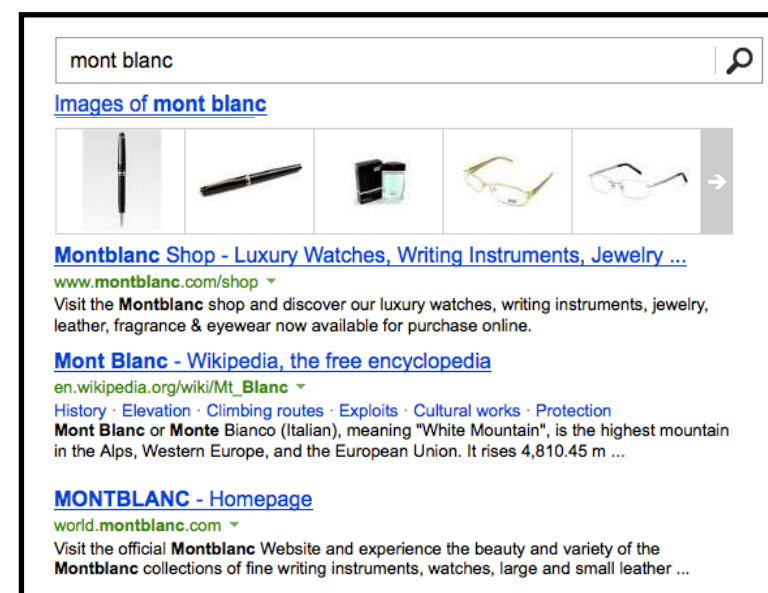 mont blanc
Images of mont blanc
Montblanc Shop - Luxury Watches, Writing Instruments, Jewelry ...
www.montblanc.com/shop
Visit the Montblanc shop and discover our luxury watches, writing instruments, jewelry,
leather, fragrance & eyewear now available for purchase online.
Mont Blanc - Wikipedia, the free encyclopedia
en.wikipedia.org/wiki/Mt_Blanc
History · Elevation · Climbing routes · Exploits · Cultural works · Protection
Mont Blanc or Monte Bianco (Italian), meaning "White Mountain", is the highest mountain
in the Alps, Western Europe, and the European Union. It rises 4,810.45 m ...
MONTBLANC - Homepage
world.montblanc.com
Visit the official Montblanc Website and experience the beauty and variety of the
Montblanc collections of fine writing instruments, watches, large and small leather ...